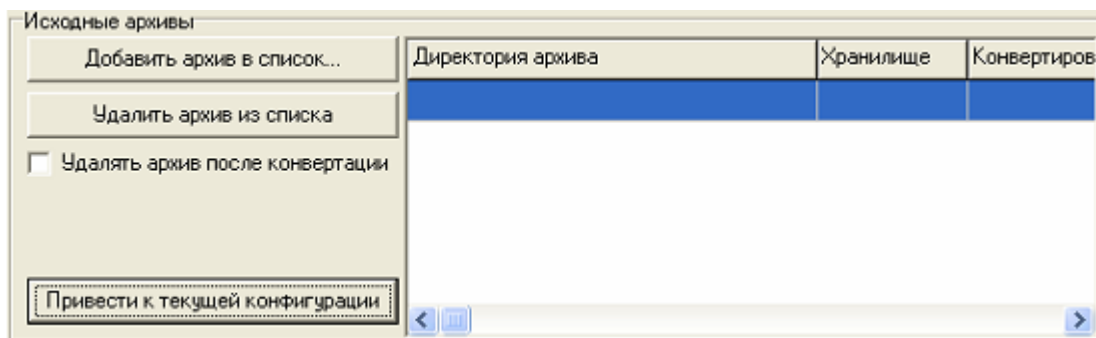 Исходные архивы
Добавить архив в список...
Директория архива
Хранилище
Конвертиров
Удалить архив из списка
Удалять архив после конвертации
Привести к текущей конфигурации